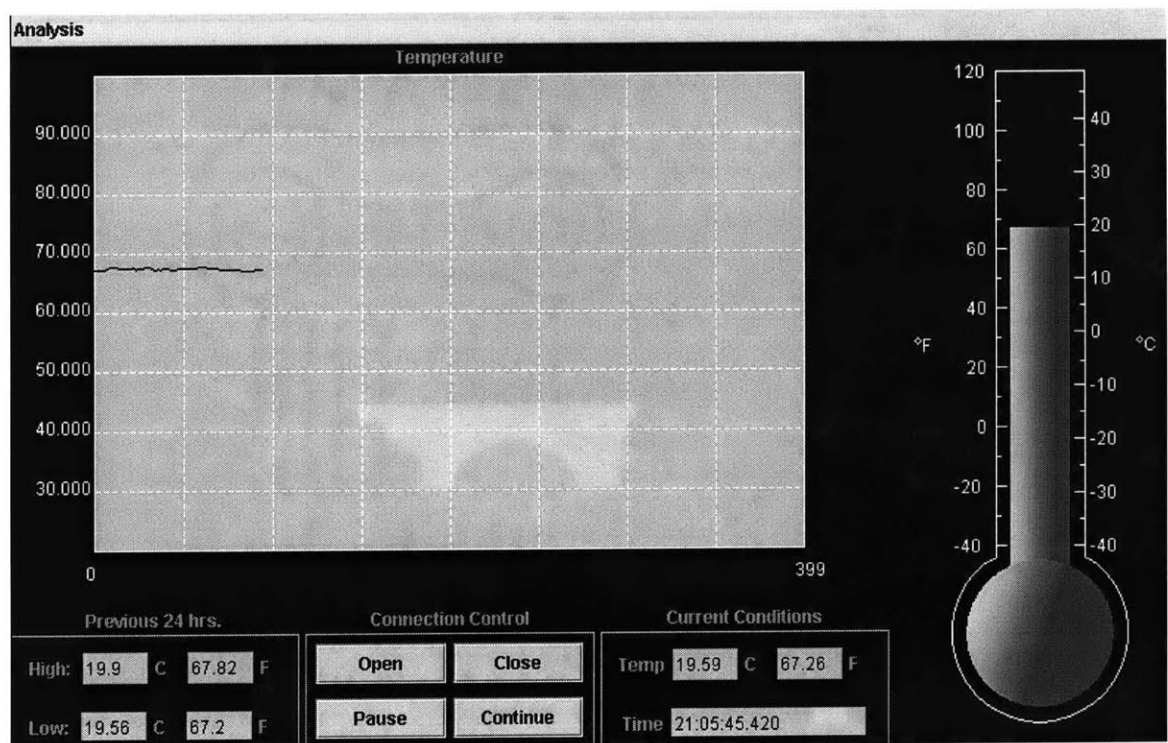 Analysis
Temperature
90.000
80.000
70.000
60.000
50.000
40.000
30.000
0 399
120
100
80
60
40
20
0
-20
-40
°F
40
30
20
10
0
-10
-20
-30
-40
°C
Previous 24 hrs.
High: 19.9 C 67.82 F
Low: 19.56 C 67.2 F
Connection Control
Open Close
Pause Continue
Current Conditions
Temp 19.59 C 67.26 F
Time 21:05:45.420